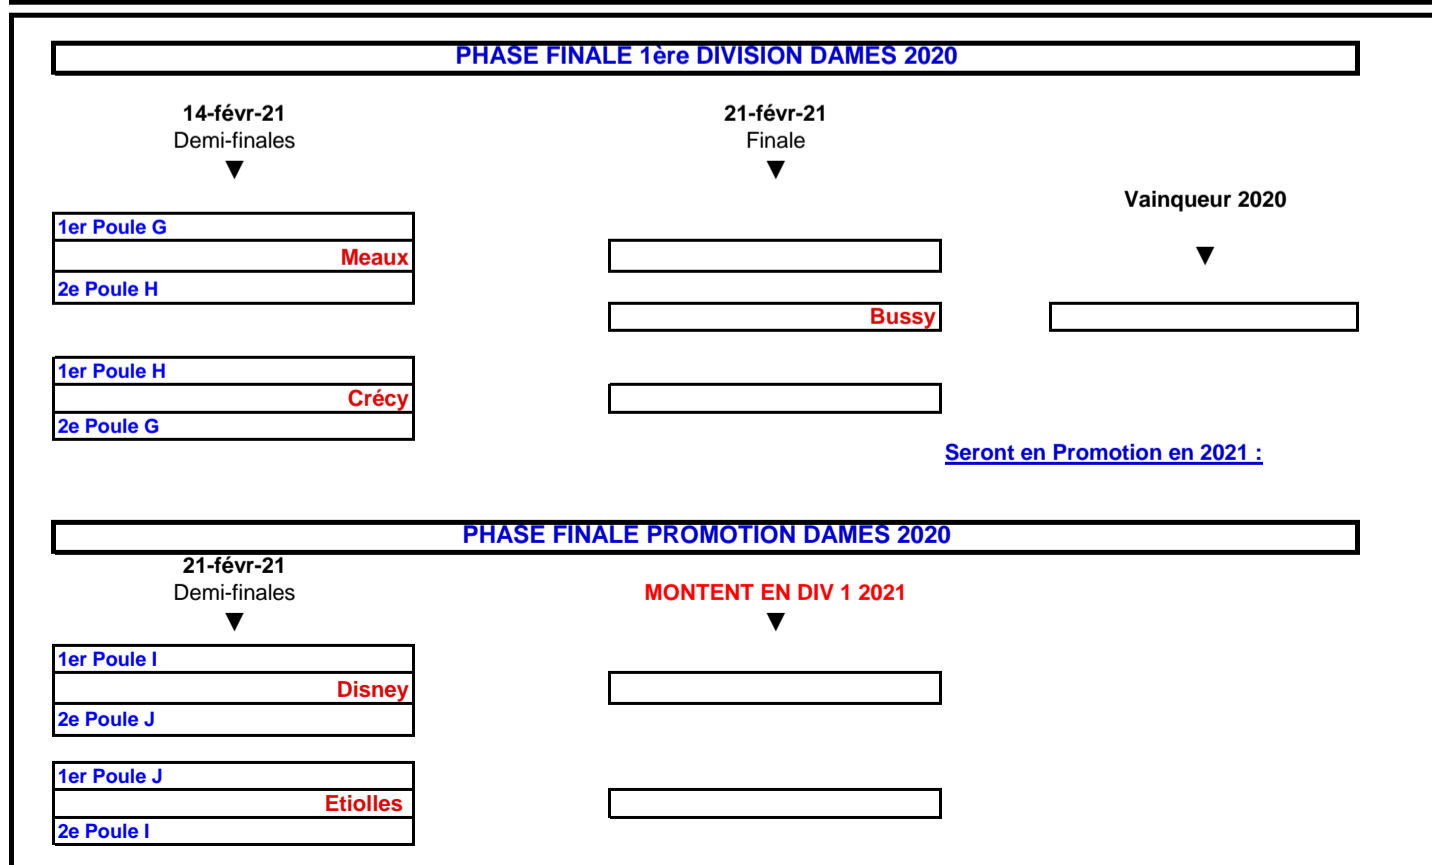 PHASE FINALE 1ère DIVISION DAMES 2020
14-févr-21
21-févr-21
Demi-finales
Finale
▼
▼
Vainqueur 2020
1er Poule G
Meaux
▼
2e Poule H
Bussy
1er Poule H
Crécy
2e Poule G
Seront en Promotion en 2021 :
PHASE FINALE PROMOTION DAMES 2020
21-févr-21
Demi-finales
MONTENT EN DIV 1 2021
▼
▼
1er Poule I
Disney
2e Poule J
1er Poule J
Etiolles
2e Poule I